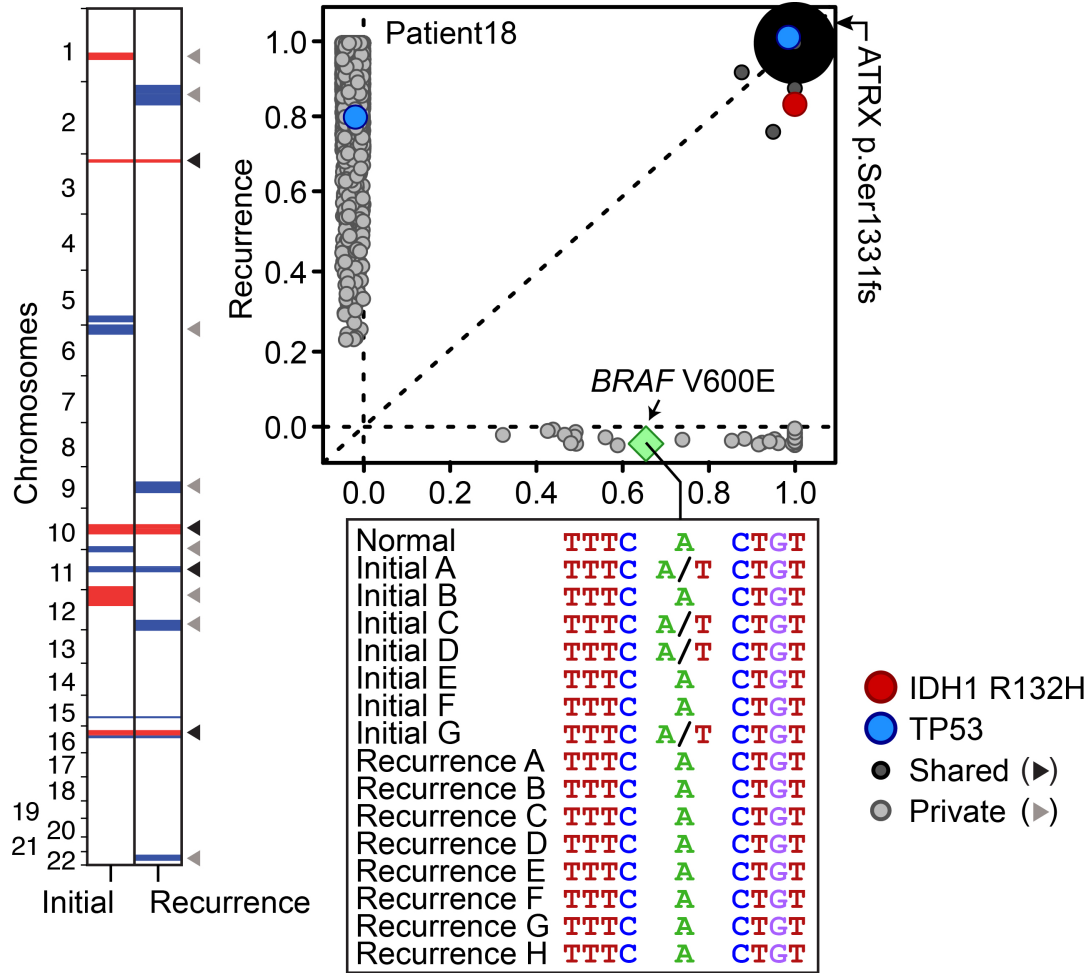 Chromosomes
1
2
3
4
5
6
7
8
9
10
11
12
13
14
15
16
17
18
19
20
21
22
Initial
Recurrence
Patient18
Recurrence
1.0
0.8
0.6
0.4
0.2
0.0
0.0
0.2
0.4
0.6
0.8
1.0
ATRX p.Ser1331fs
BRAF V600E
Normal TTTC A CTGT
Initial A TTTC A/T CTGT
Initial B TTTC A CTGT
Initial C TTTC A/T CTGT
Initial D TTTC A/T CTGT
Initial E TTTC A CTGT
Initial F TTTC A CTGT
Initial G TTTC A/T CTGT
Recurrence A TTTC A CTGT
Recurrence B TTTC A CTGT
Recurrence C TTTC A CTGT
Recurrence D TTTC A CTGT
Recurrence E TTTC A CTGT
Recurrence F TTTC A CTGT
Recurrence G TTTC A CTGT
Recurrence H TTTC A CTGT
IDH1 R132H
TP53
Shared (▶)
Private (▶)